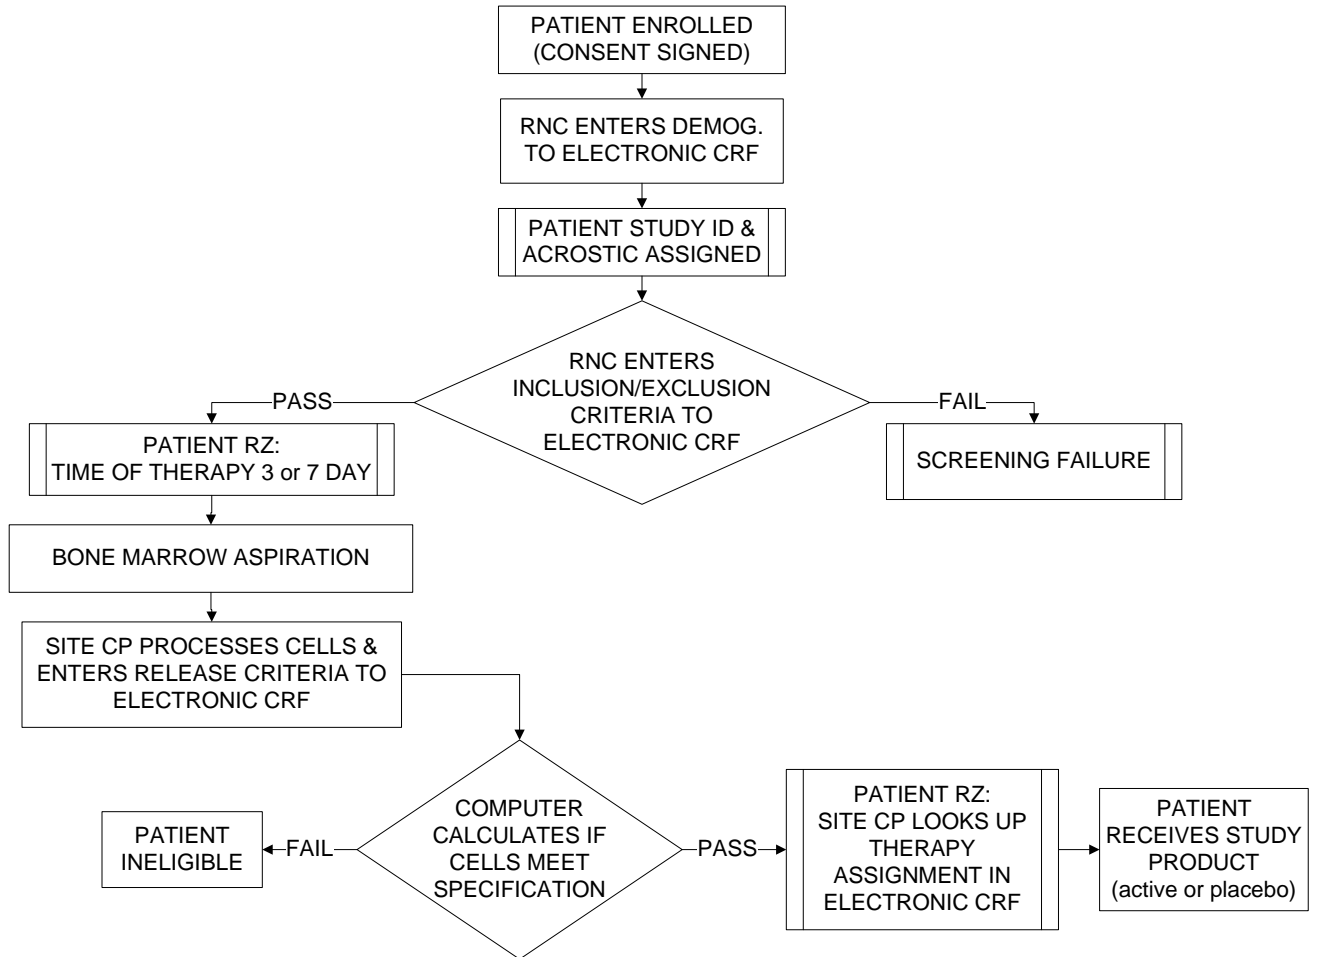 PATIENT ENROLLED
(CONSENT SIGNED)
RNC ENTERS DEMOG.
TO ELECTRONIC CRF
PATIENT STUDY ID &
ACROSTIC ASSIGNED
RNC ENTERS
INCLUSION/EXCLUSION
CRITERIA TO
ELECTRONIC CRF
PASS
FAIL
PATIENT RZ:
TIME OF THERAPY 3 or 7 DAY
SCREENING FAILURE
BONE MARROW ASPIRATION
SITE CP PROCESSES CELLS &
ENTERS RELEASE CRITERIA TO
ELECTRONIC CRF
COMPUTER
CALCULATES IF
CELLS MEET
SPECIFICATION
FAIL
PATIENT
INELIGIBLE
PASS
PATIENT RZ:
SITE CP LOOKS UP
THERAPY
ASSIGNMENT IN
ELECTRONIC CRF
PATIENT
RECEIVES STUDY
PRODUCT
(active or placebo)